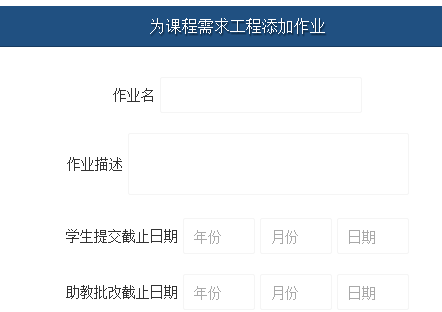 为课程需求工程添加作业
作业名
作业描述
学生提交截止日期 年份 月份 日期
助教批改截止日期 年份 月份 日期